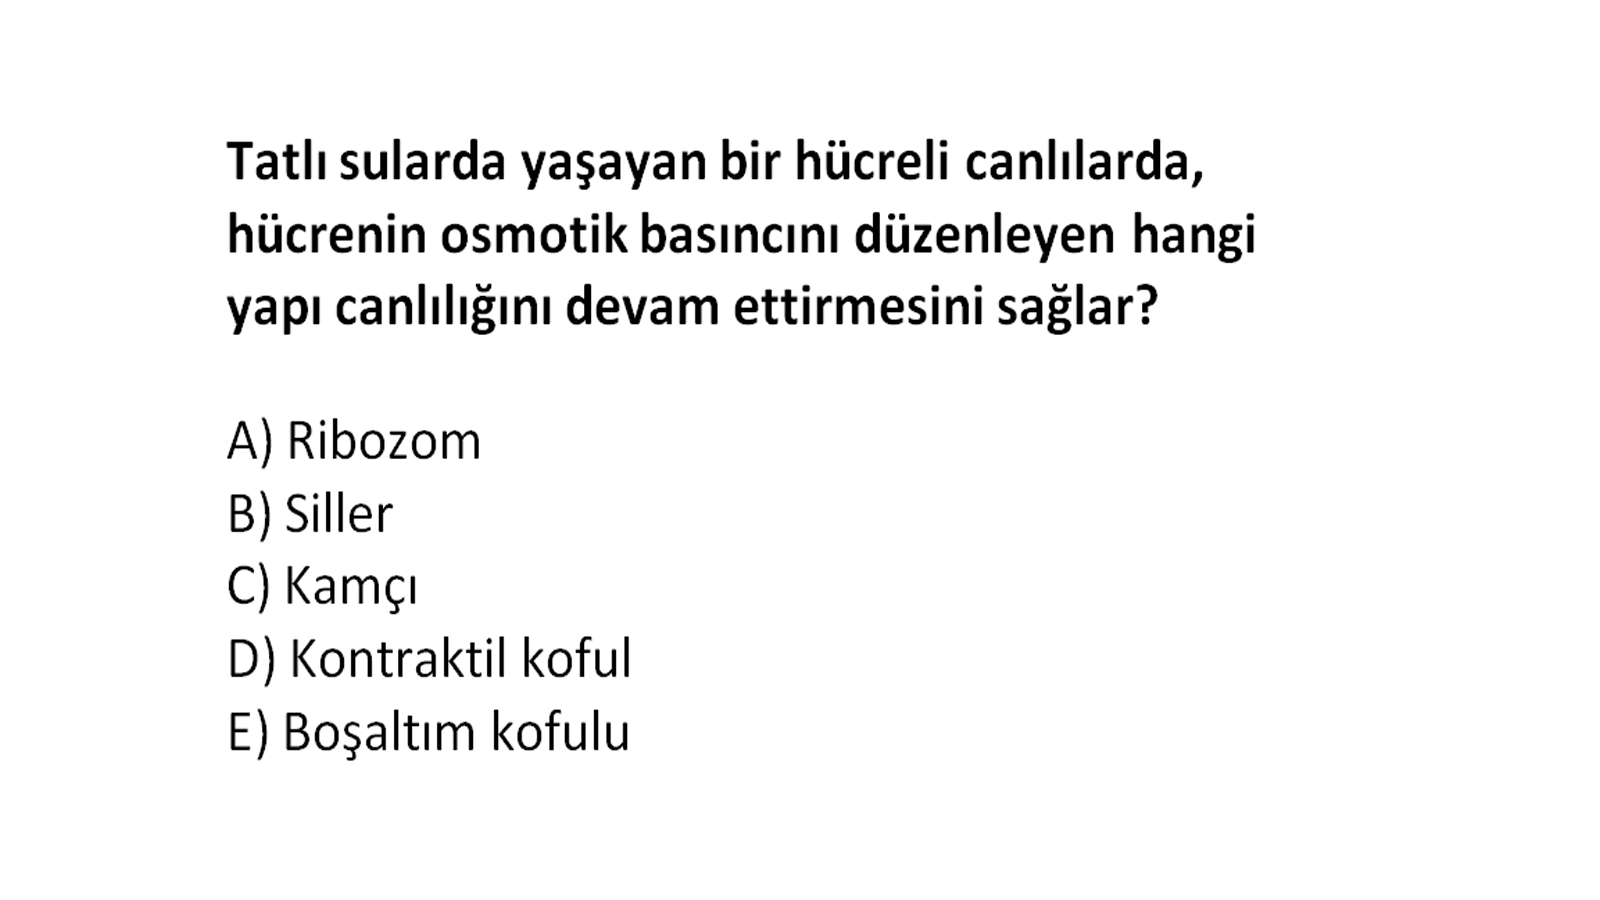 Tatlı sularda yaşayan bir hücreli canlılarda,
hücrenin osmotik basıncını düzenleyen hangi
yapı canlılığını devam ettirmesini sağlar?
A) Ribozom
B) Siller
C) Kamçı
D) Kontraktil koful
E) Boşaltım kofulu